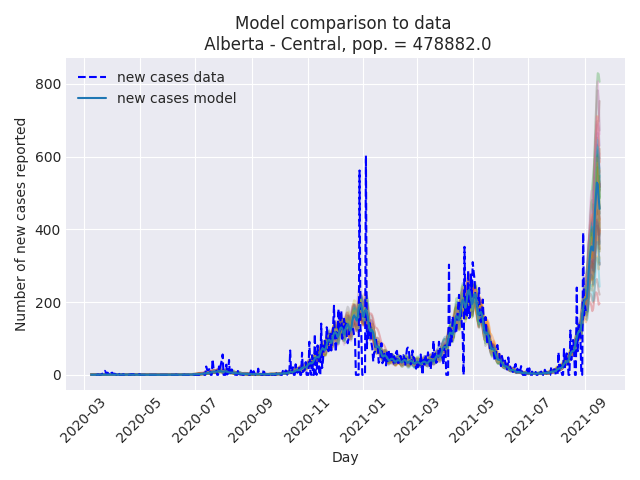 Model comparison to data
Alberta - Central, pop. = 478882.0
new cases data
new cases model
Number of new cases reported
800
600
400
200
0
2020-03
2020-05
2020-07
2020-09
2020-11
2021-01
2021-03
2021-05
2021-07
2021-09
Day